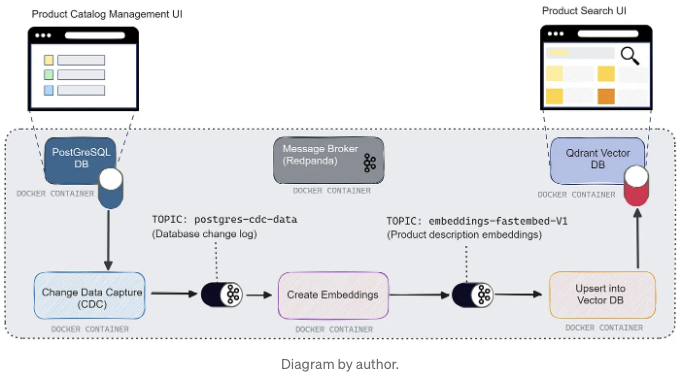 Product Catalog Management UI
Product Search UI
PostGreSQL
DB
DOCKER CONTAINER
Message Broker
(Redpanda)
DOCKER CONTAINER
Qdrant Vector
DB
DOCKER CONTAINER
TOPIC: postgres-cdc-data
(Database change log)
TOPIC: embeddings-fastembed-V1
(Product description embeddings)
Change Data Capture
(CDC)
DOCKER CONTAINER
Create Embeddings
DOCKER CONTAINER
Upsert into
Vector DB
DOCKER CONTAINER
Diagram by author.